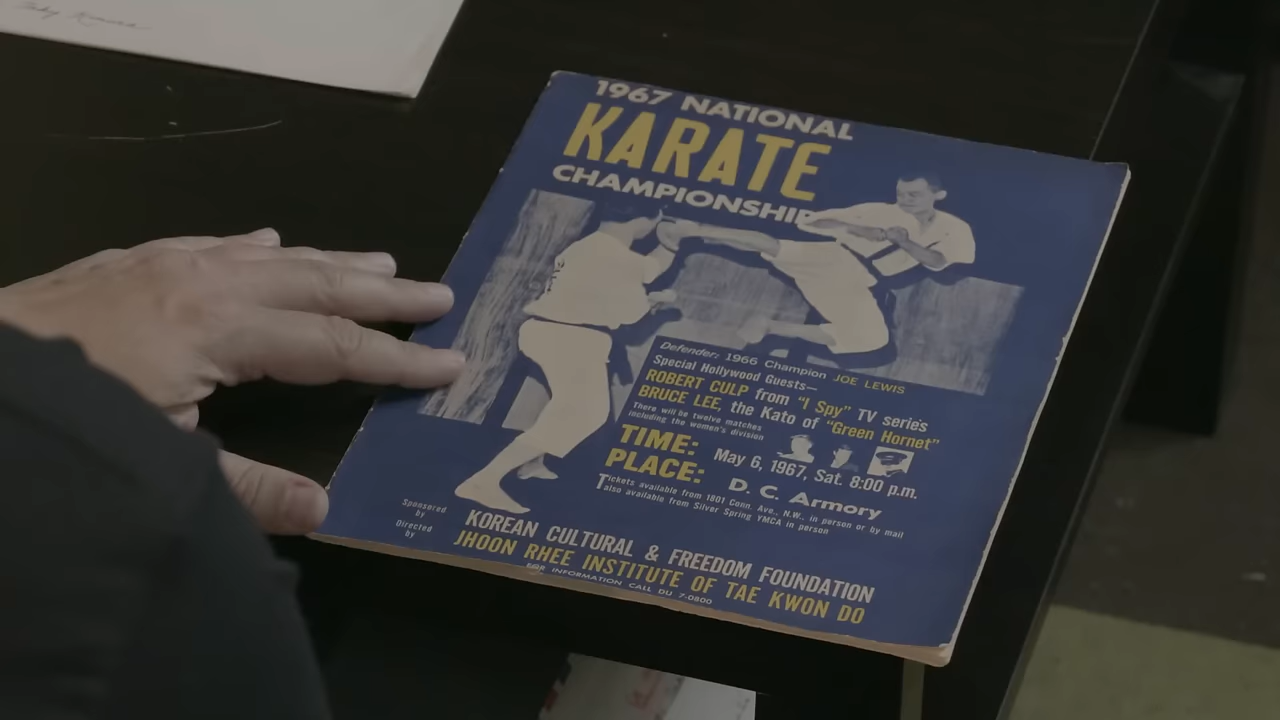 1967 NATIONAL
KARATE
CHAMPIONSHIP
Defender: 1966 Champion JOE LEWIS
Special Hollywood Guests—
ROBERT CULP from "I Spy" TV series
BRUCE LEE, the Kato of "Green Hornet"
There will be twelve matches
including the women's division
TIME: May 6, 1967, Sat. 8:00 p.m.
PLACE: D. C. Armory
Tickets available from 1801 Conn. Ave., N.W., in person or by mail
also available from Silver Spring YMCA in person
Sponsored
by
KOREAN CULTURAL & FREEDOM FOUNDATION
Directed
by
JHOON RHEE INSTITUTE OF TAE KWON DO
FOR INFORMATION CALL DU 7-0800